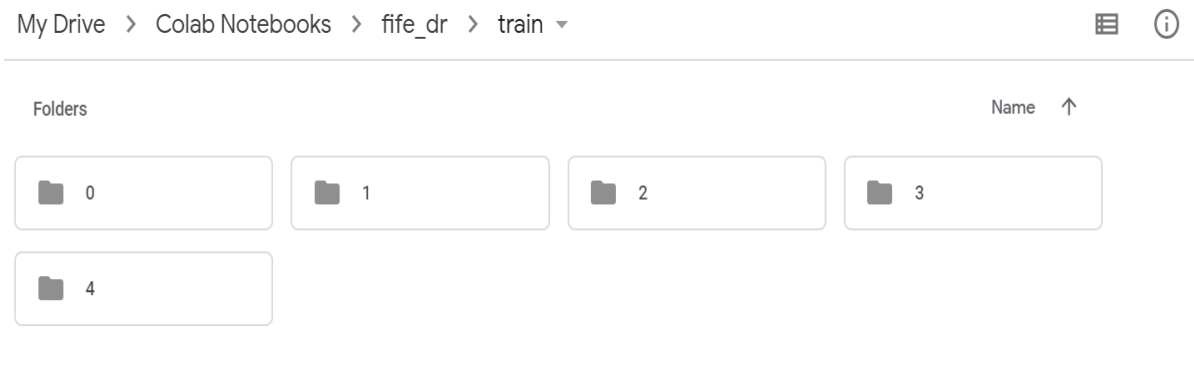 My Drive > Colab Notebooks > fife_dr > train
Folders
Name
0 1 2 3
4